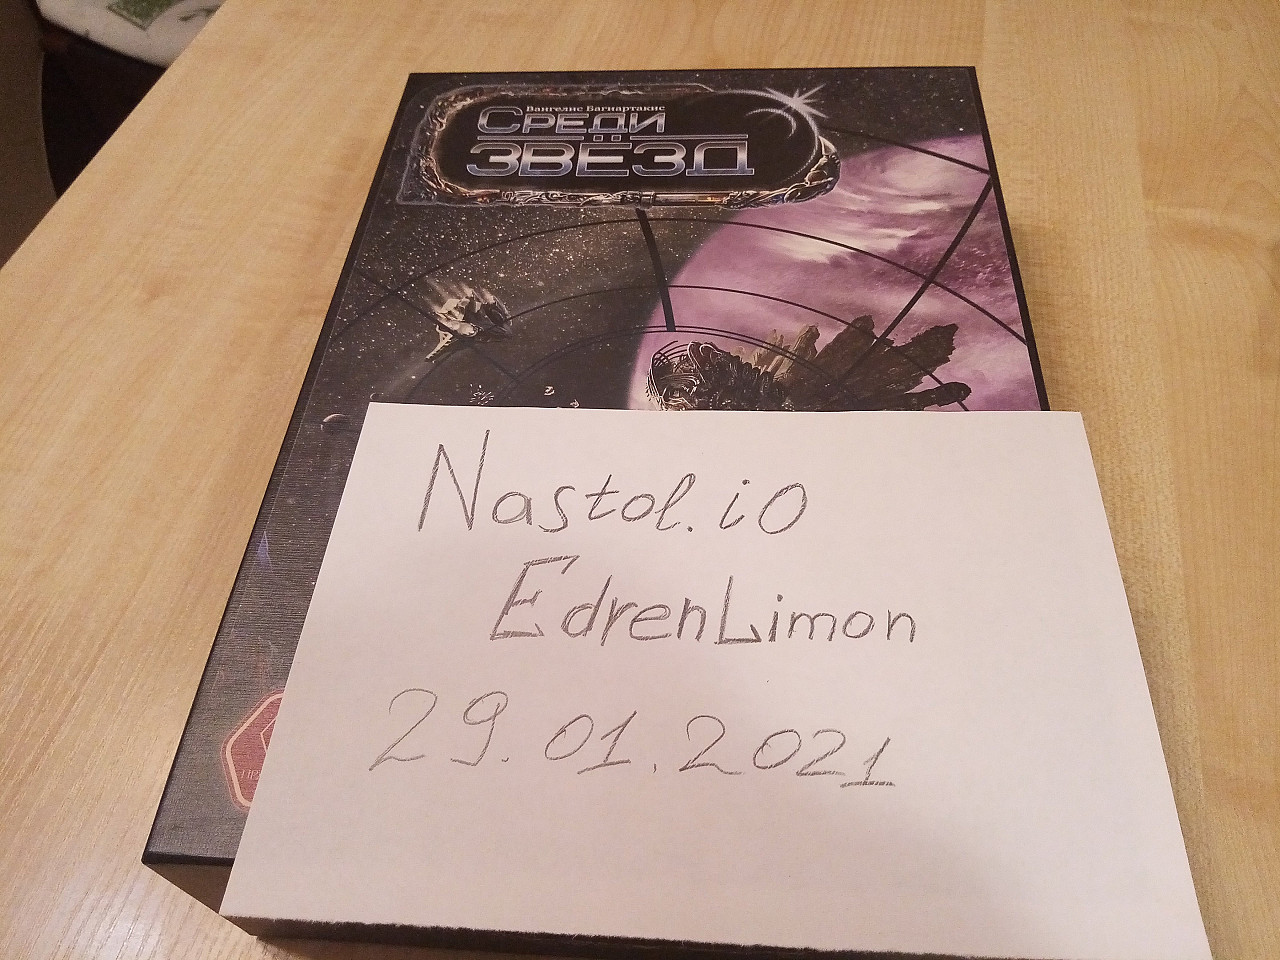 Вангелис Багиартакис
СРЕДИ
ЗВЁЗД
Nastol.iO
EdrenLimon
29.01.2021